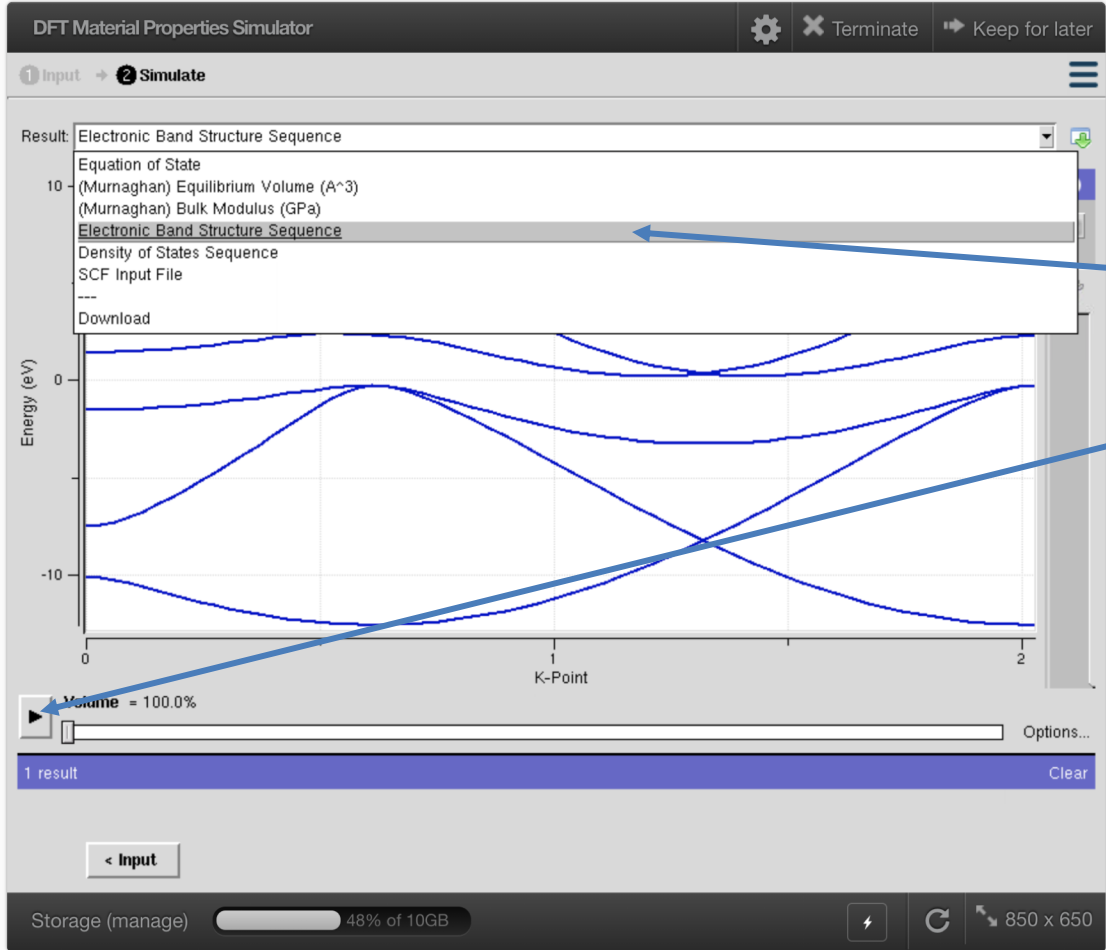 DFT Material Properties Simulator
Terminate
Keep for later
1 Input
2 Simulate
Result: Electronic Band Structure Sequence
Equation of State
(Murnaghan) Equilibrium Volume (A^3)
(Murnaghan) Bulk Modulus (GPa)
Electronic Band Structure Sequence
Density of States Sequence
SCF Input File
---
Download
10
0
-10
Energy (eV)
0 1 2
K-Point
Volume = 100.0%
Options...
1 result Clear
< Input
Storage (manage) 48% of 10GB 850 x 650